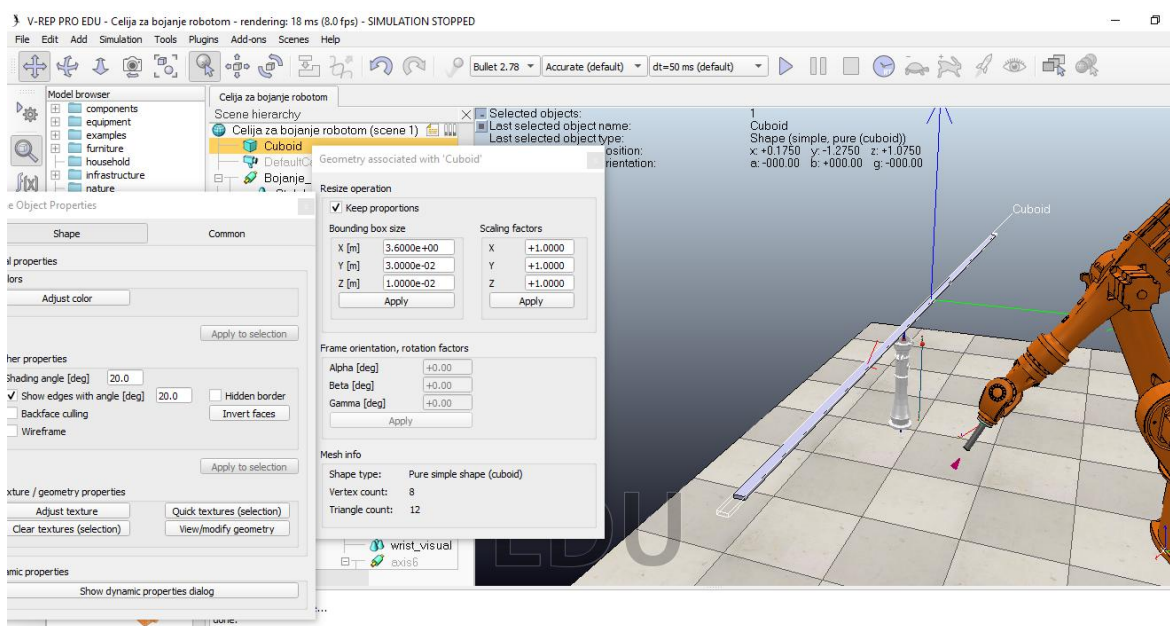 V-REP PRO EDU - Celija za bojanje robotom - rendering: 18 ms (8.0 fps) - SIMULATION STOPPED
File Edit Add Simulation Tools Plugins Add-ons Scenes Help
Bullet 2.78 Accurate (default) dt=50 ms (default)
Model browser
components
equipment
examples
furniture
household
infrastructure
nature
Celija za bojanje robotom
Scene hierarchy
Celija za bojanje robotom (scene 1)
Cuboid
Bojanje_
Selected objects: 1
Last selected object name: Cuboid
Last selected object type: Shape (simple, pure (cuboid))
osition: x: +0.1750 y: -1.2750 z: +1.0750
rientation: a: -000.00 b: +000.00 g: -000.00
Cuboid
e Object Properties
Shape Common
al properties
lors
Adjust color
Apply to selection
her properties
Shading angle [deg] 20.0
Show edges with angle [deg] 20.0 Hidden border
Backface culling Invert faces
Wireframe
Apply to selection
xture / geometry properties
Adjust texture Quick textures (selection)
Clear textures (selection) View/modify geometry
amic properties
Show dynamic properties dialog
Geometry associated with 'Cuboid'
Resize operation
Keep proportions
Bounding box size Scaling factors
X [m] 3.6000e+00 X +1.0000
Y [m] 3.0000e-02 Y +1.0000
Z [m] 1.0000e-02 Z +1.0000
Apply Apply
Frame orientation, rotation factors
Alpha [deg] +0.00
Beta [deg] +0.00
Gamma [deg] +0.00
Apply
Mesh info
Shape type: Pure simple shape (cuboid)
Vertex count: 8
Triangle count: 12
wrist_visual
axis6
EDU
done.